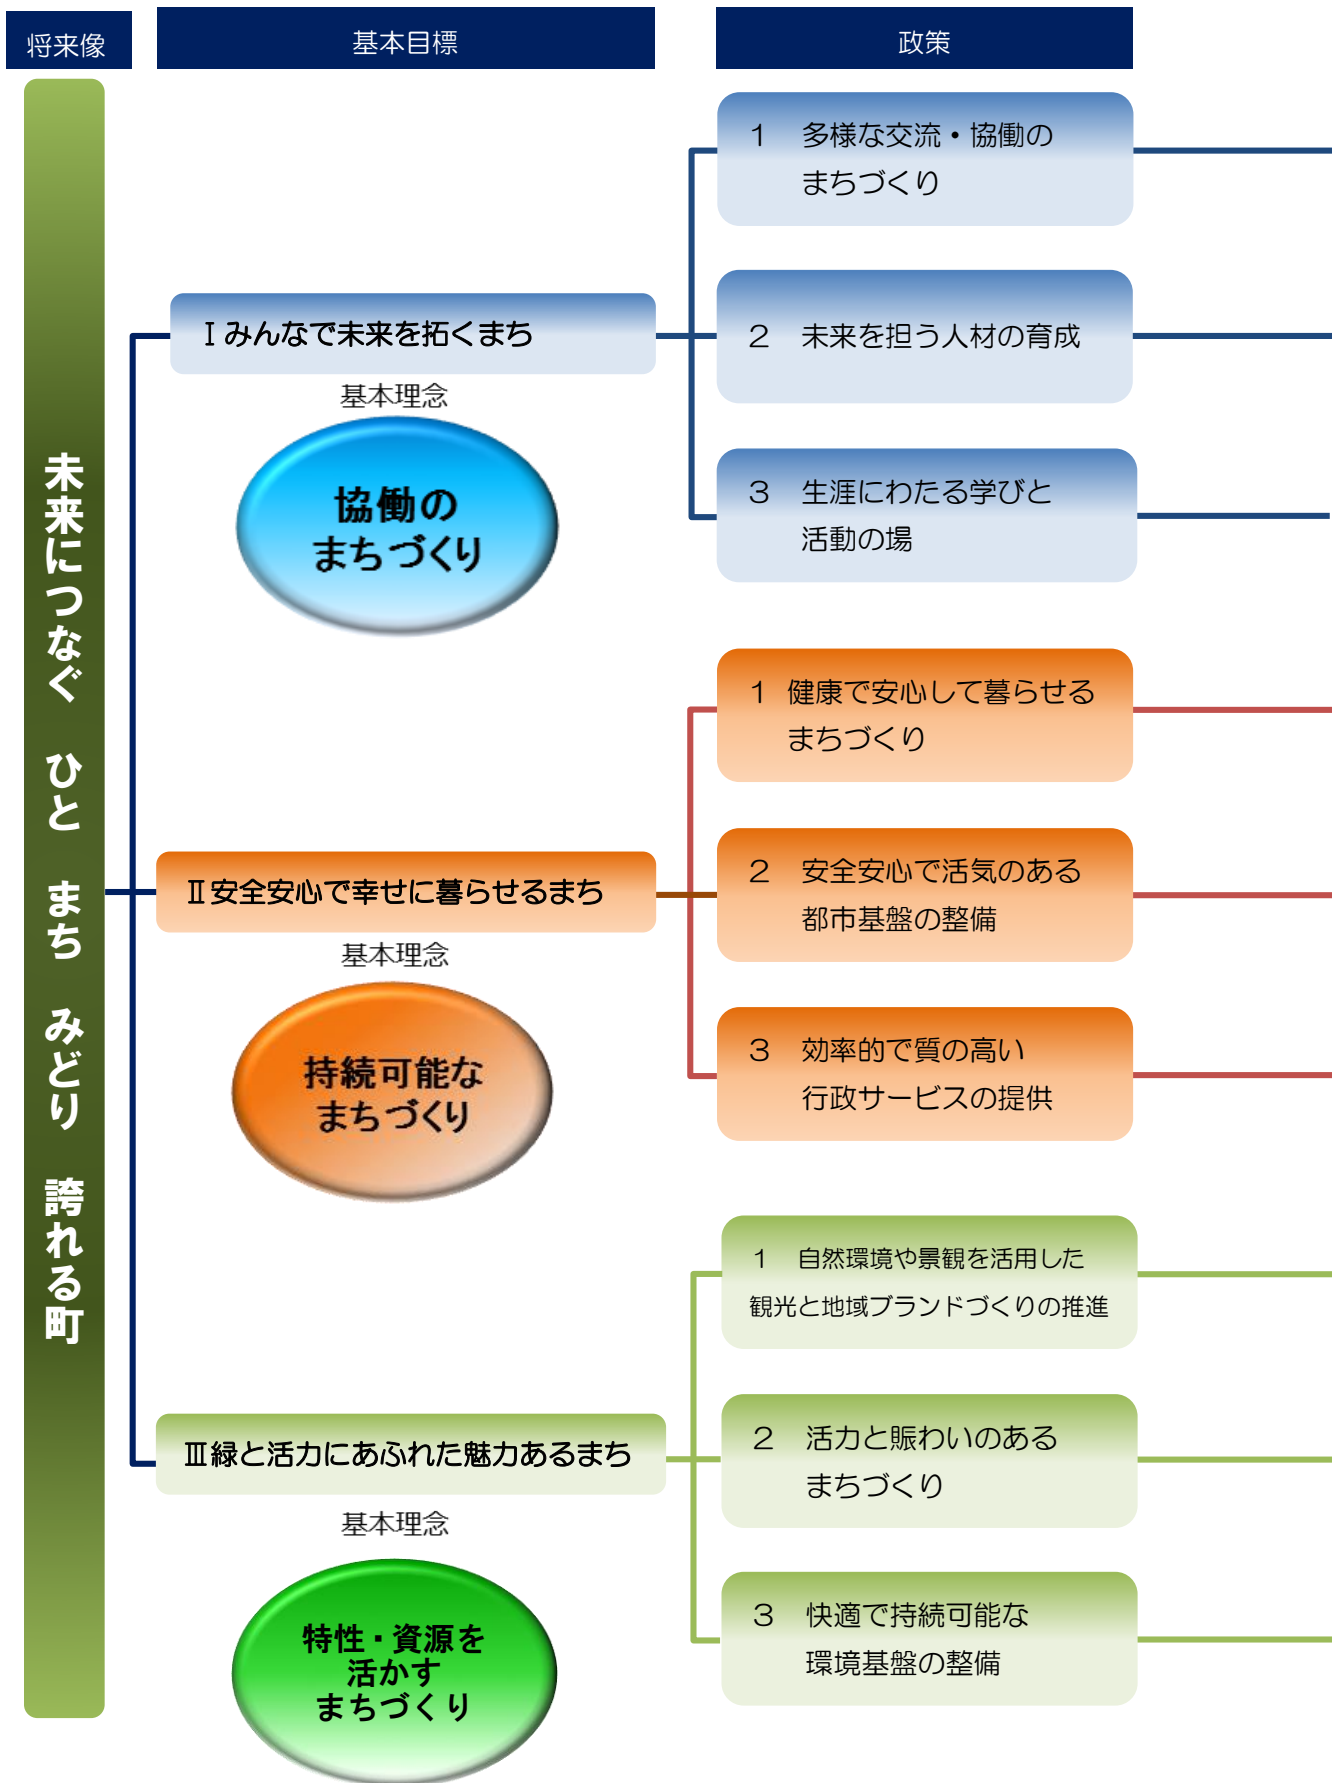 将来像
基本目標
政策
未来につなぐ ひと まち みどり 誇れる町
Ⅰみんなで未来を拓くまち
基本理念
協働の
まちづくり
1 多様な交流・協働の
まちづくり
2 未来を担う人材の育成
3 生涯にわたる学びと
活動の場
Ⅱ安全安心で幸せに暮らせるまち
基本理念
持続可能な
まちづくり
1 健康で安心して暮らせる
まちづくり
2 安全安心で活気のある
都市基盤の整備
3 効率的で質の高い
行政サービスの提供
Ⅲ緑と活力にあふれた魅力あるまち
基本理念
特性・資源を
活かす
まちづくり
1 自然環境や景観を活用した
観光と地域ブランドづくりの推進
2 活力と賑わいのある
まちづくり
3 快適で持続可能な
環境基盤の整備